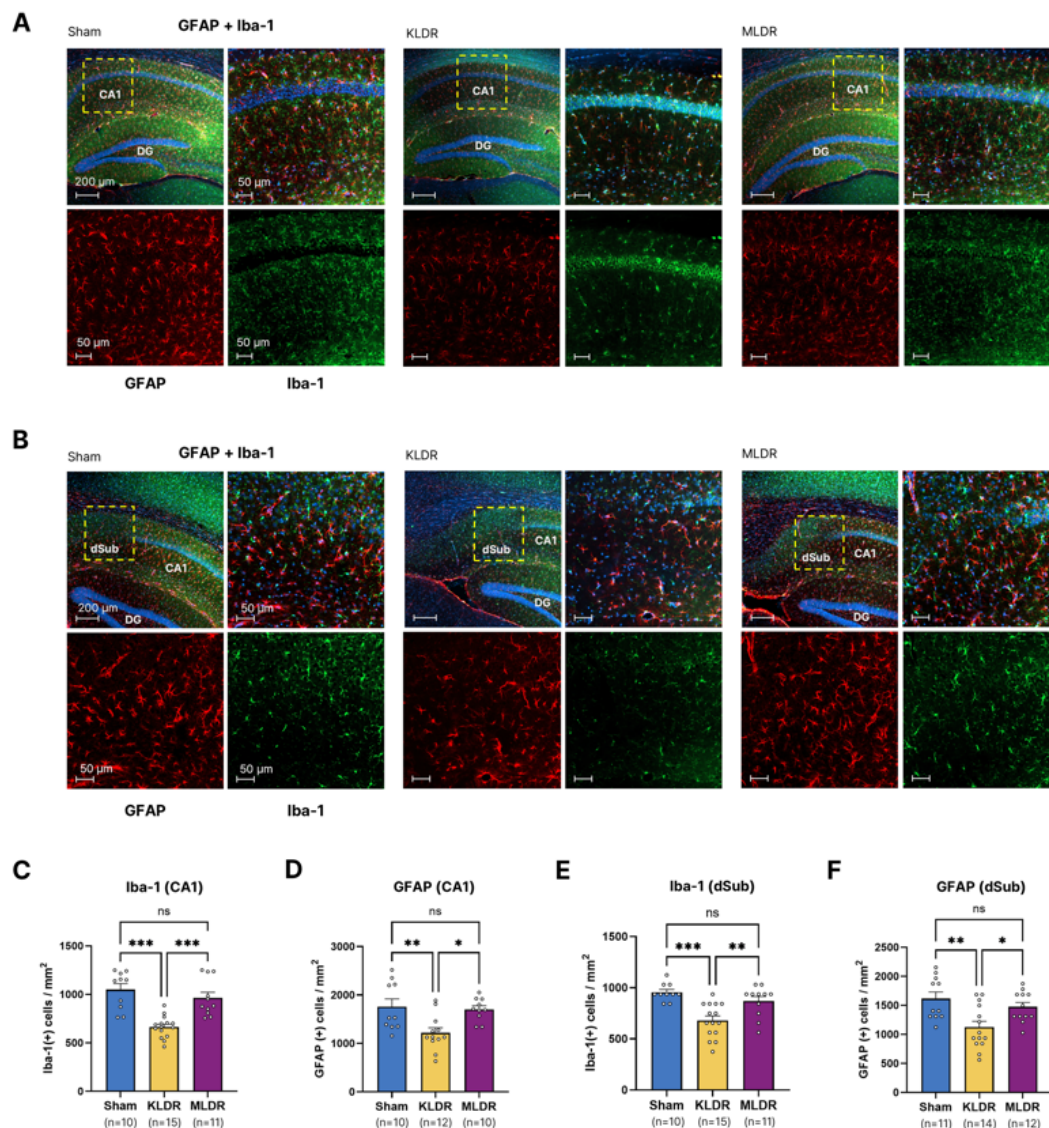 A
Sham
GFAP + Iba-1
KLDR
MLDR
CA1
DG
200 µm
50 µm
CA1
DG
CA1
DG
50 µm
50 µm
GFAP
Iba-1
B
Sham
GFAP + Iba-1
KLDR
MLDR
dSub
CA1
DG
200 µm
50 µm
dSub
CA1
DG
dSub
CA1
DG
50 µm
50 µm
GFAP
Iba-1
C
Iba-1 (CA1)
ns
*** ***
Iba-1(+) cells / mm²
1500
1000
500
0
Sham KLDR MLDR
(n=10) (n=15) (n=11)
D
GFAP (CA1)
ns
** *
GFAP (+) cells / mm²
3000
2000
1000
0
Sham KLDR MLDR
(n=10) (n=12) (n=10)
E
Iba-1 (dSub)
ns
*** **
Iba-1(+) cells / mm²
1500
1000
500
0
Sham KLDR MLDR
(n=10) (n=15) (n=11)
F
GFAP (dSub)
ns
** *
GFAP (+) cells / mm²
2500
2000
1500
1000
500
0
Sham KLDR MLDR
(n=11) (n=14) (n=12)